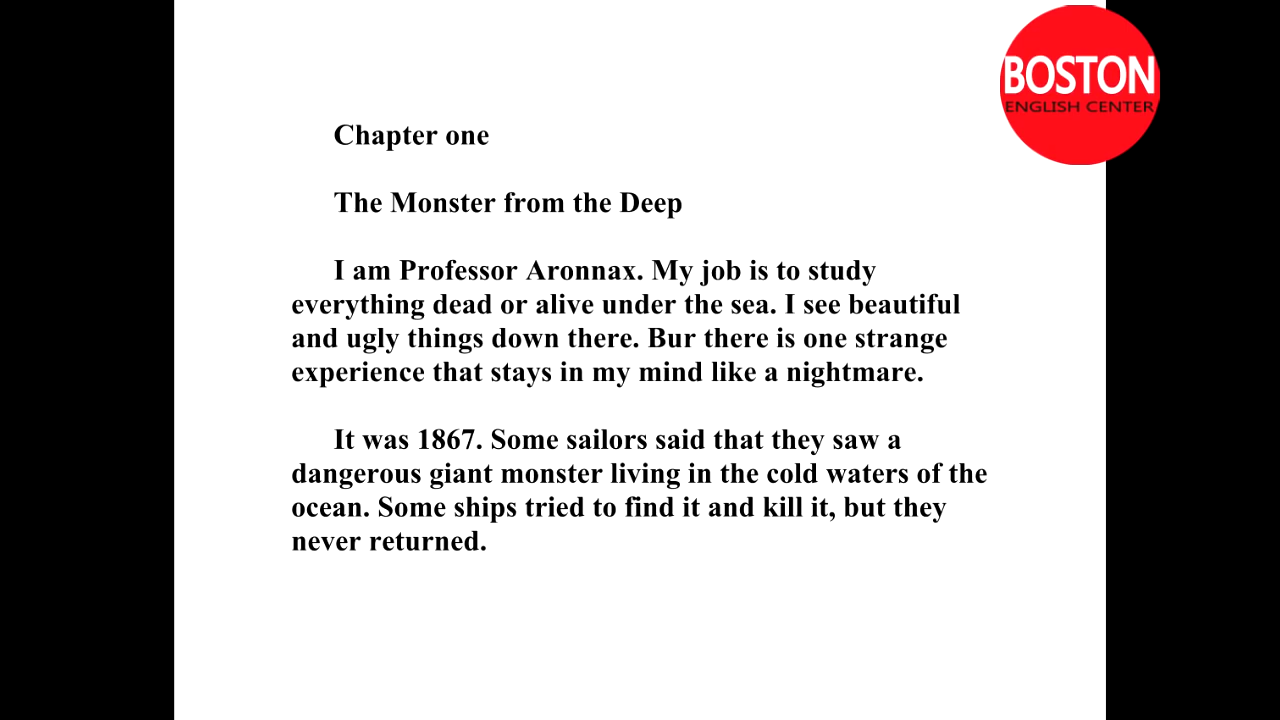 BOSTON
ENGLISH CENTER
Chapter one
The Monster from the Deep
I am Professor Aronnax. My job is to study
everything dead or alive under the sea. I see beautiful
and ugly things down there. Bur there is one strange
experience that stays in my mind like a nightmare.
It was 1867. Some sailors said that they saw a
dangerous giant monster living in the cold waters of the
ocean. Some ships tried to find it and kill it, but they
never returned.